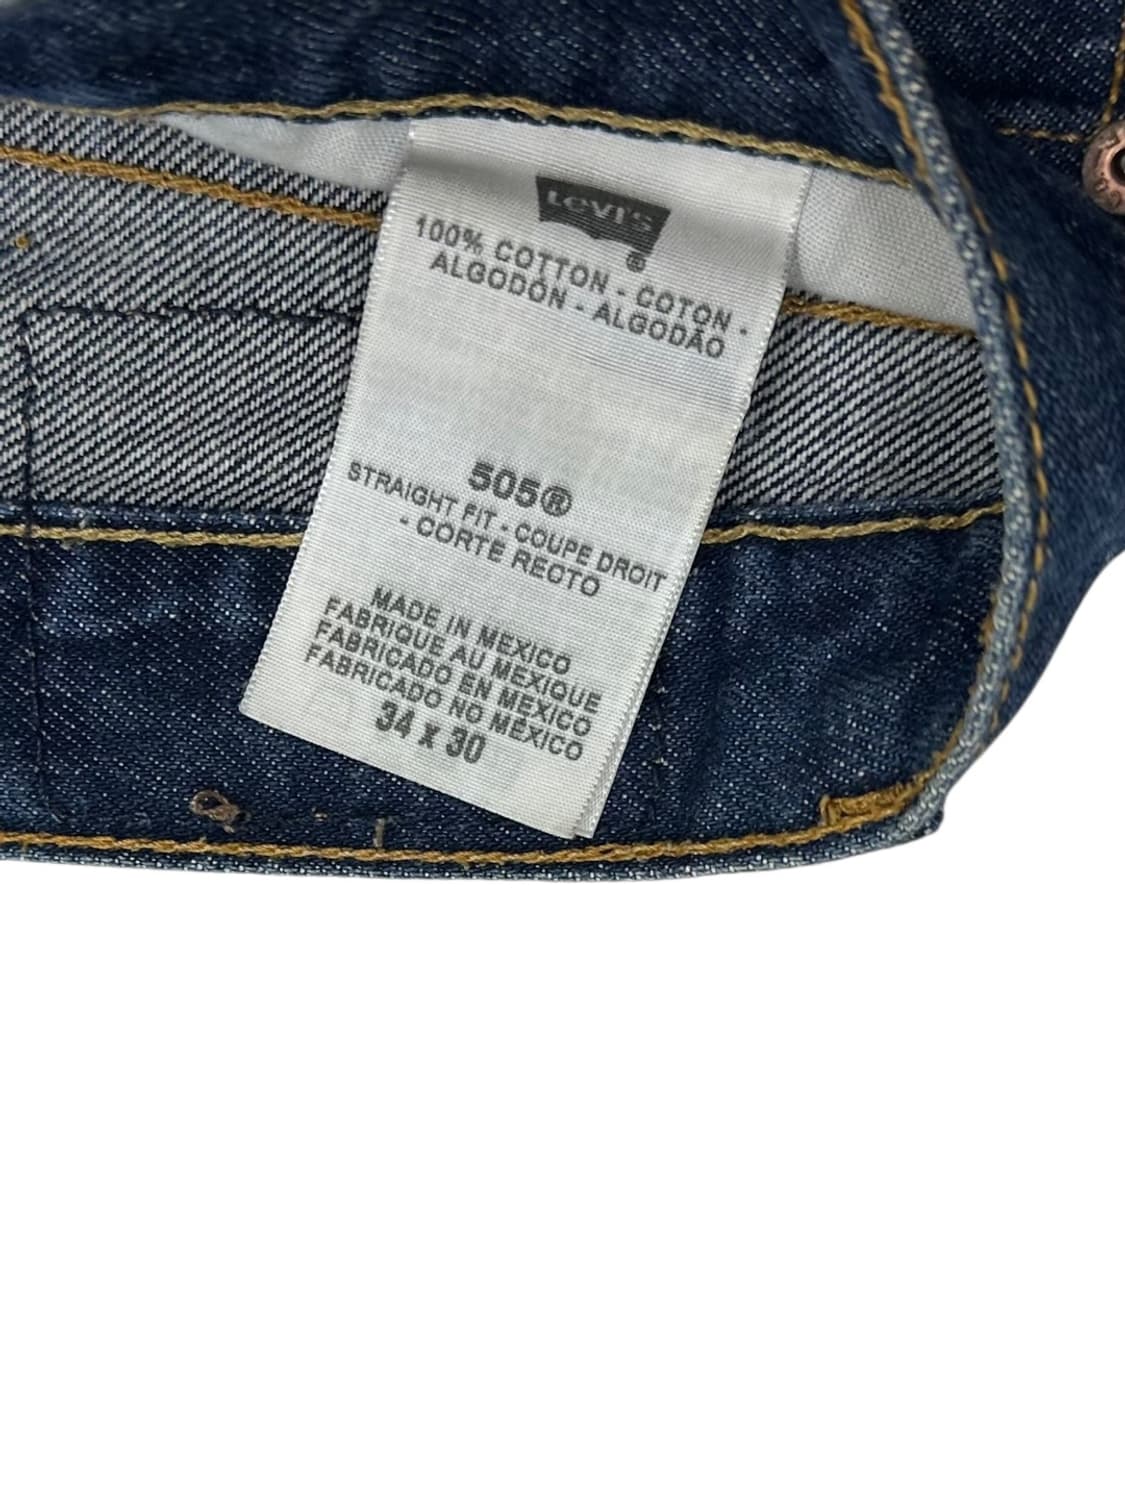 Levi's
®
100% COTTON - COTON -
ALGODÓN - ALGODÃO
505®
STRAIGHT FIT - COUPE DROIT
- CORTE RECTO
MADE IN MEXICO
FABRIQUE AU MEXIQUE
FABRICADO EN MEXICO
FABRICADO NO MÉXICO
34 x 30